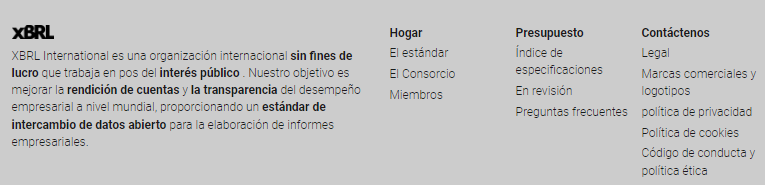 XBRL
XBRL International es una organización internacional sin fines de
lucro que trabaja en pos del interés público . Nuestro objetivo es
mejorar la rendición de cuentas y la transparencia del desempeño
empresarial a nivel mundial, proporcionando un estándar de
intercambio de datos abierto para la elaboración de informes
empresariales.
Hogar
El estándar
El Consorcio
Miembros
Presupuesto
Índice de
especificaciones
En revisión
Preguntas frecuentes
Contáctenos
Legal
Marcas comerciales y
logotipos
política de privacidad
Política de cookies
Código de conducta y
política ética